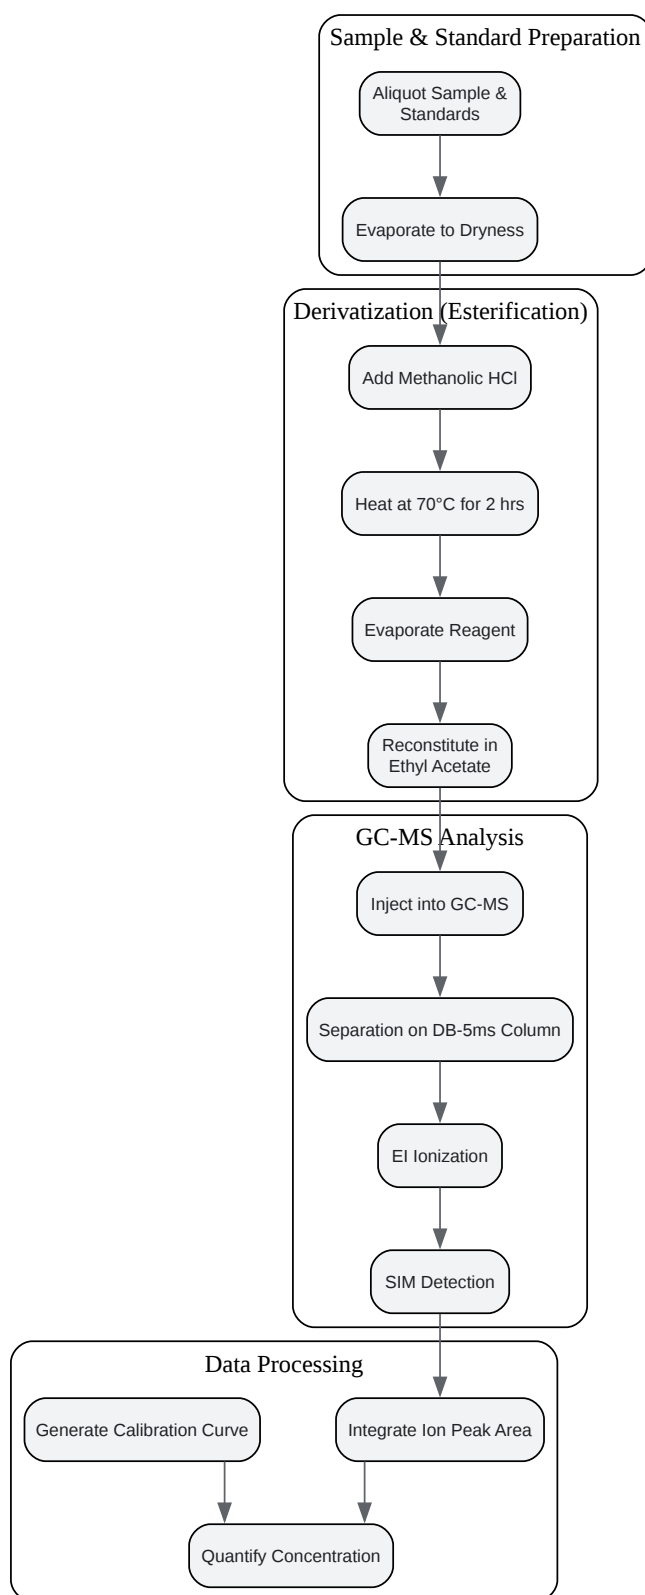 Sample & Standard Preparation
Aliquot Sample &
Standards
Evaporate to Dryness
Derivatization (Esterification)
Add Methanolic HCl
Heat at 70°C for 2 hrs
Evaporate Reagent
Reconstitute in
Ethyl Acetate
GC-MS Analysis
Inject into GC-MS
Separation on DB-5ms Column
EI Ionization
SIM Detection
Data Processing
Generate Calibration Curve
Integrate Ion Peak Area
Quantify Concentration